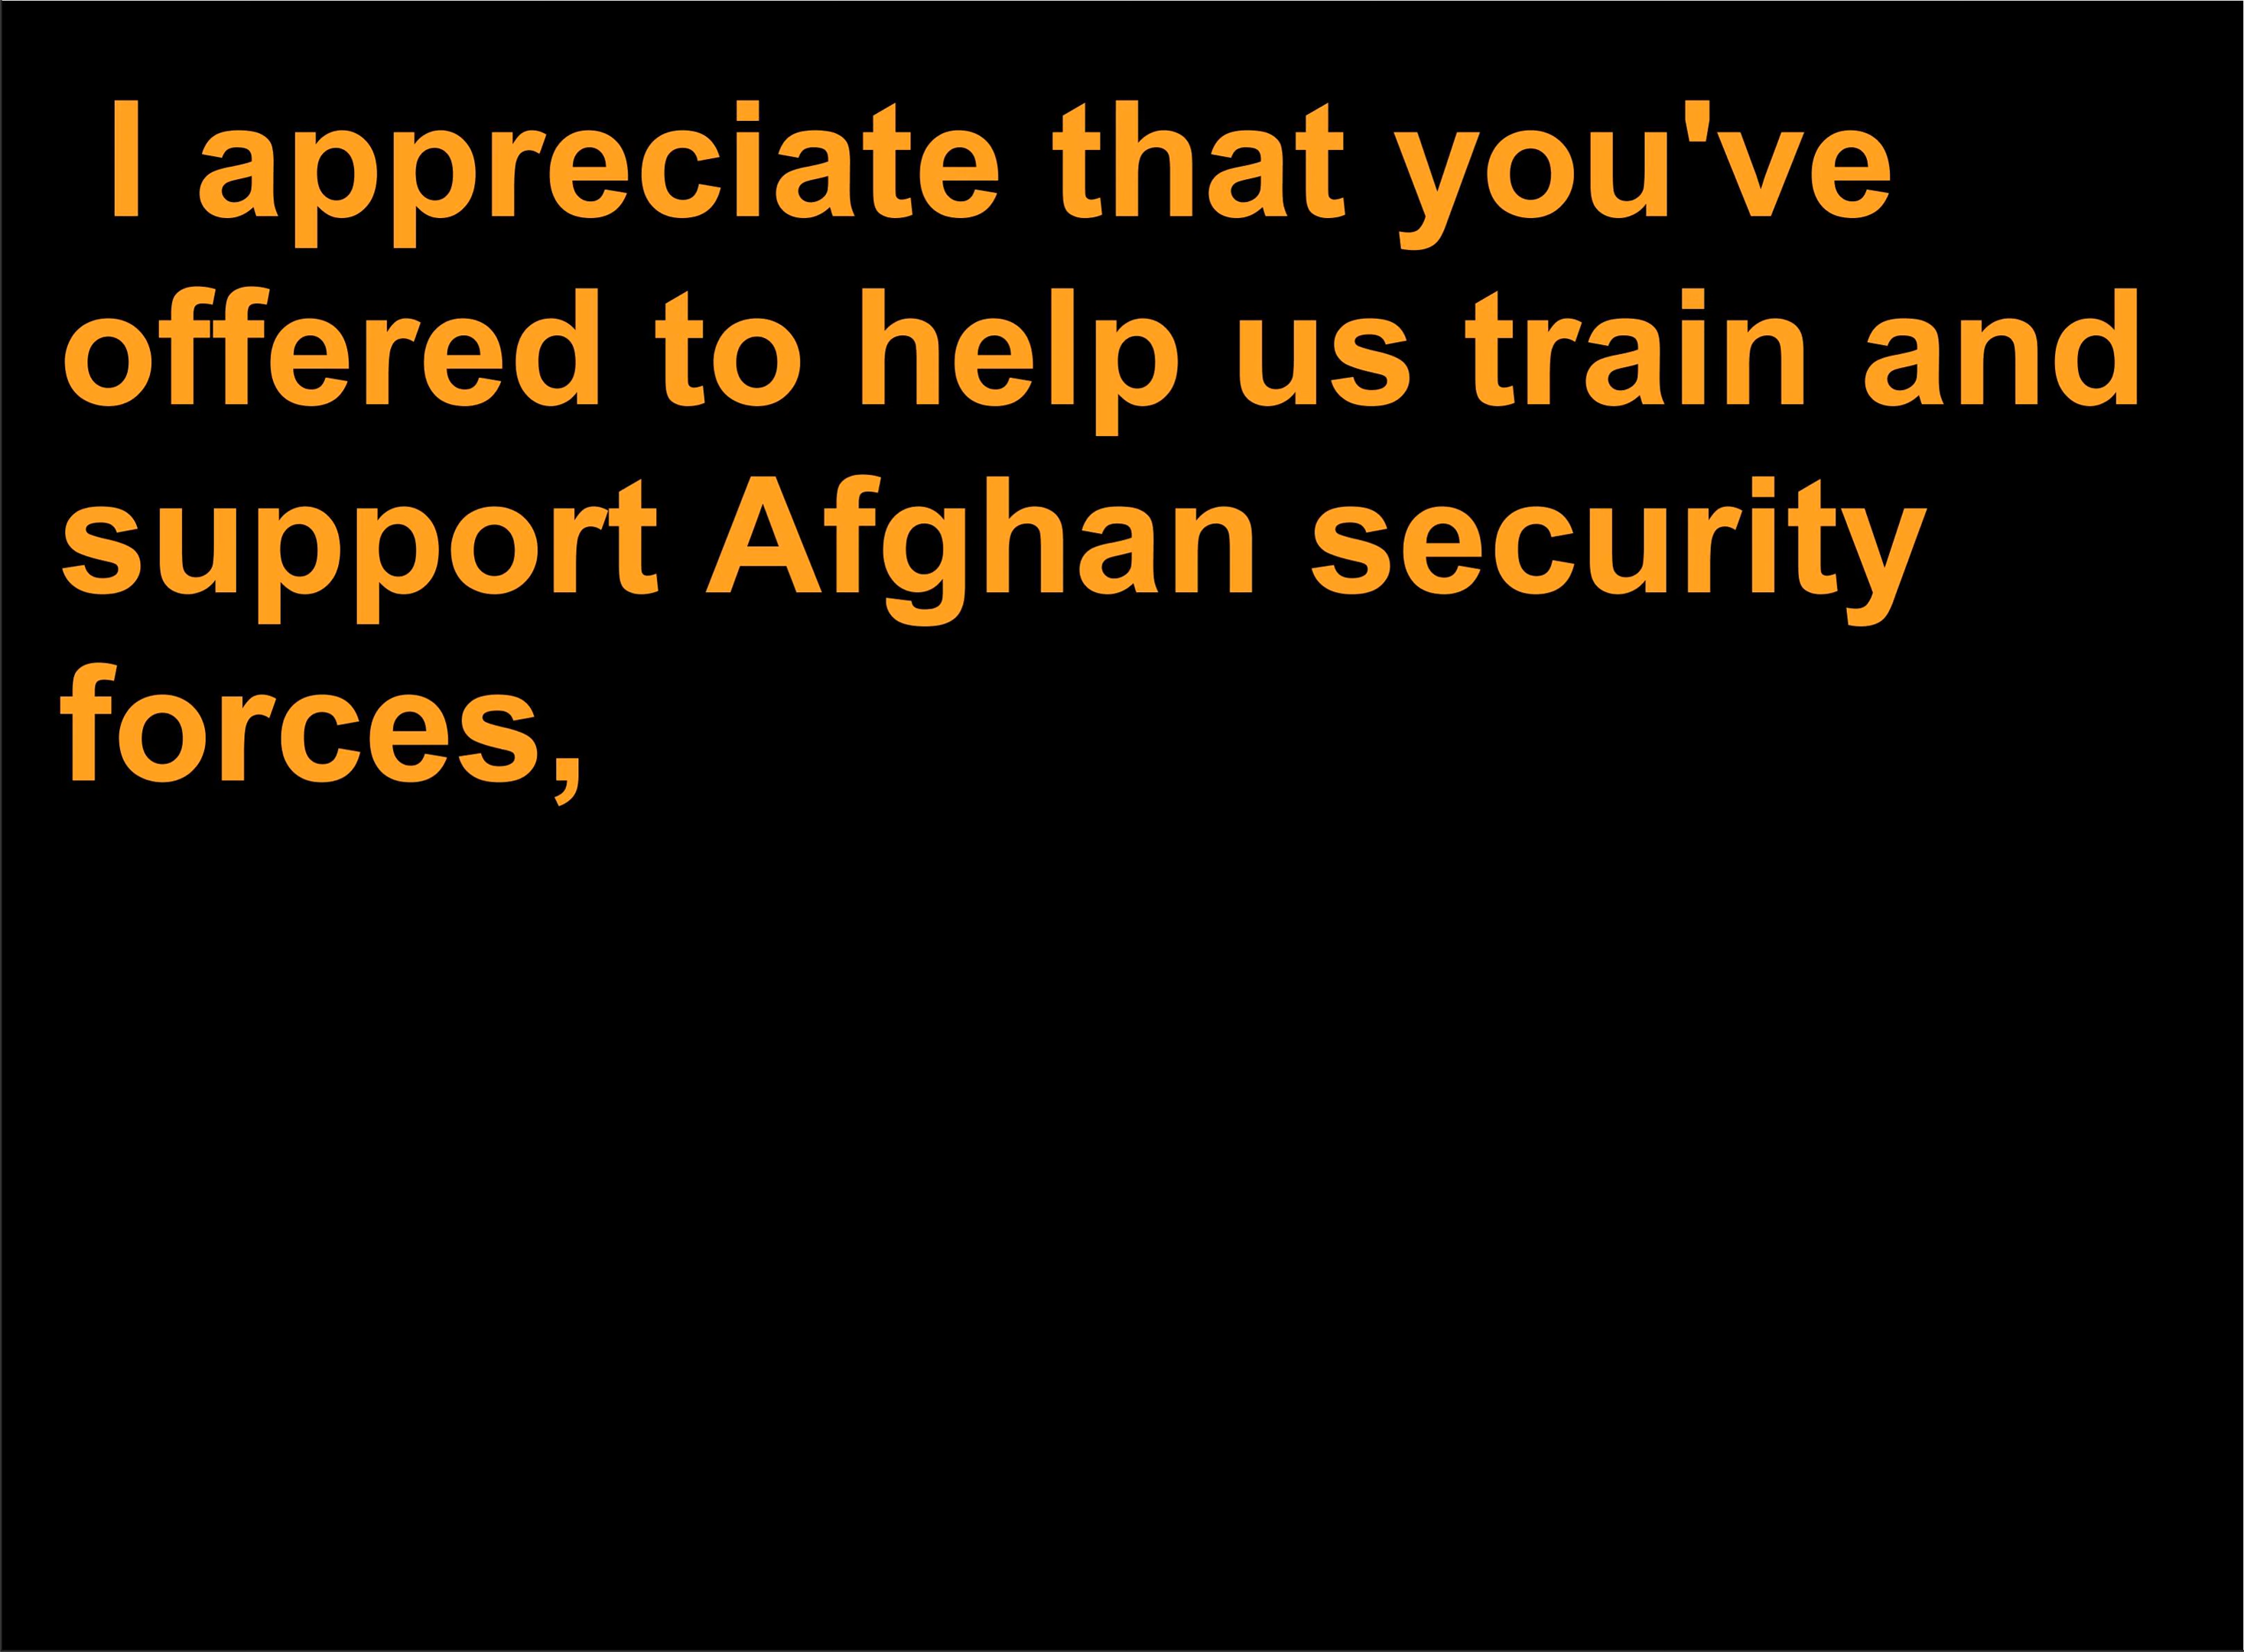 I appreciate that you've
offered to help us train and
support Afghan security
forces,